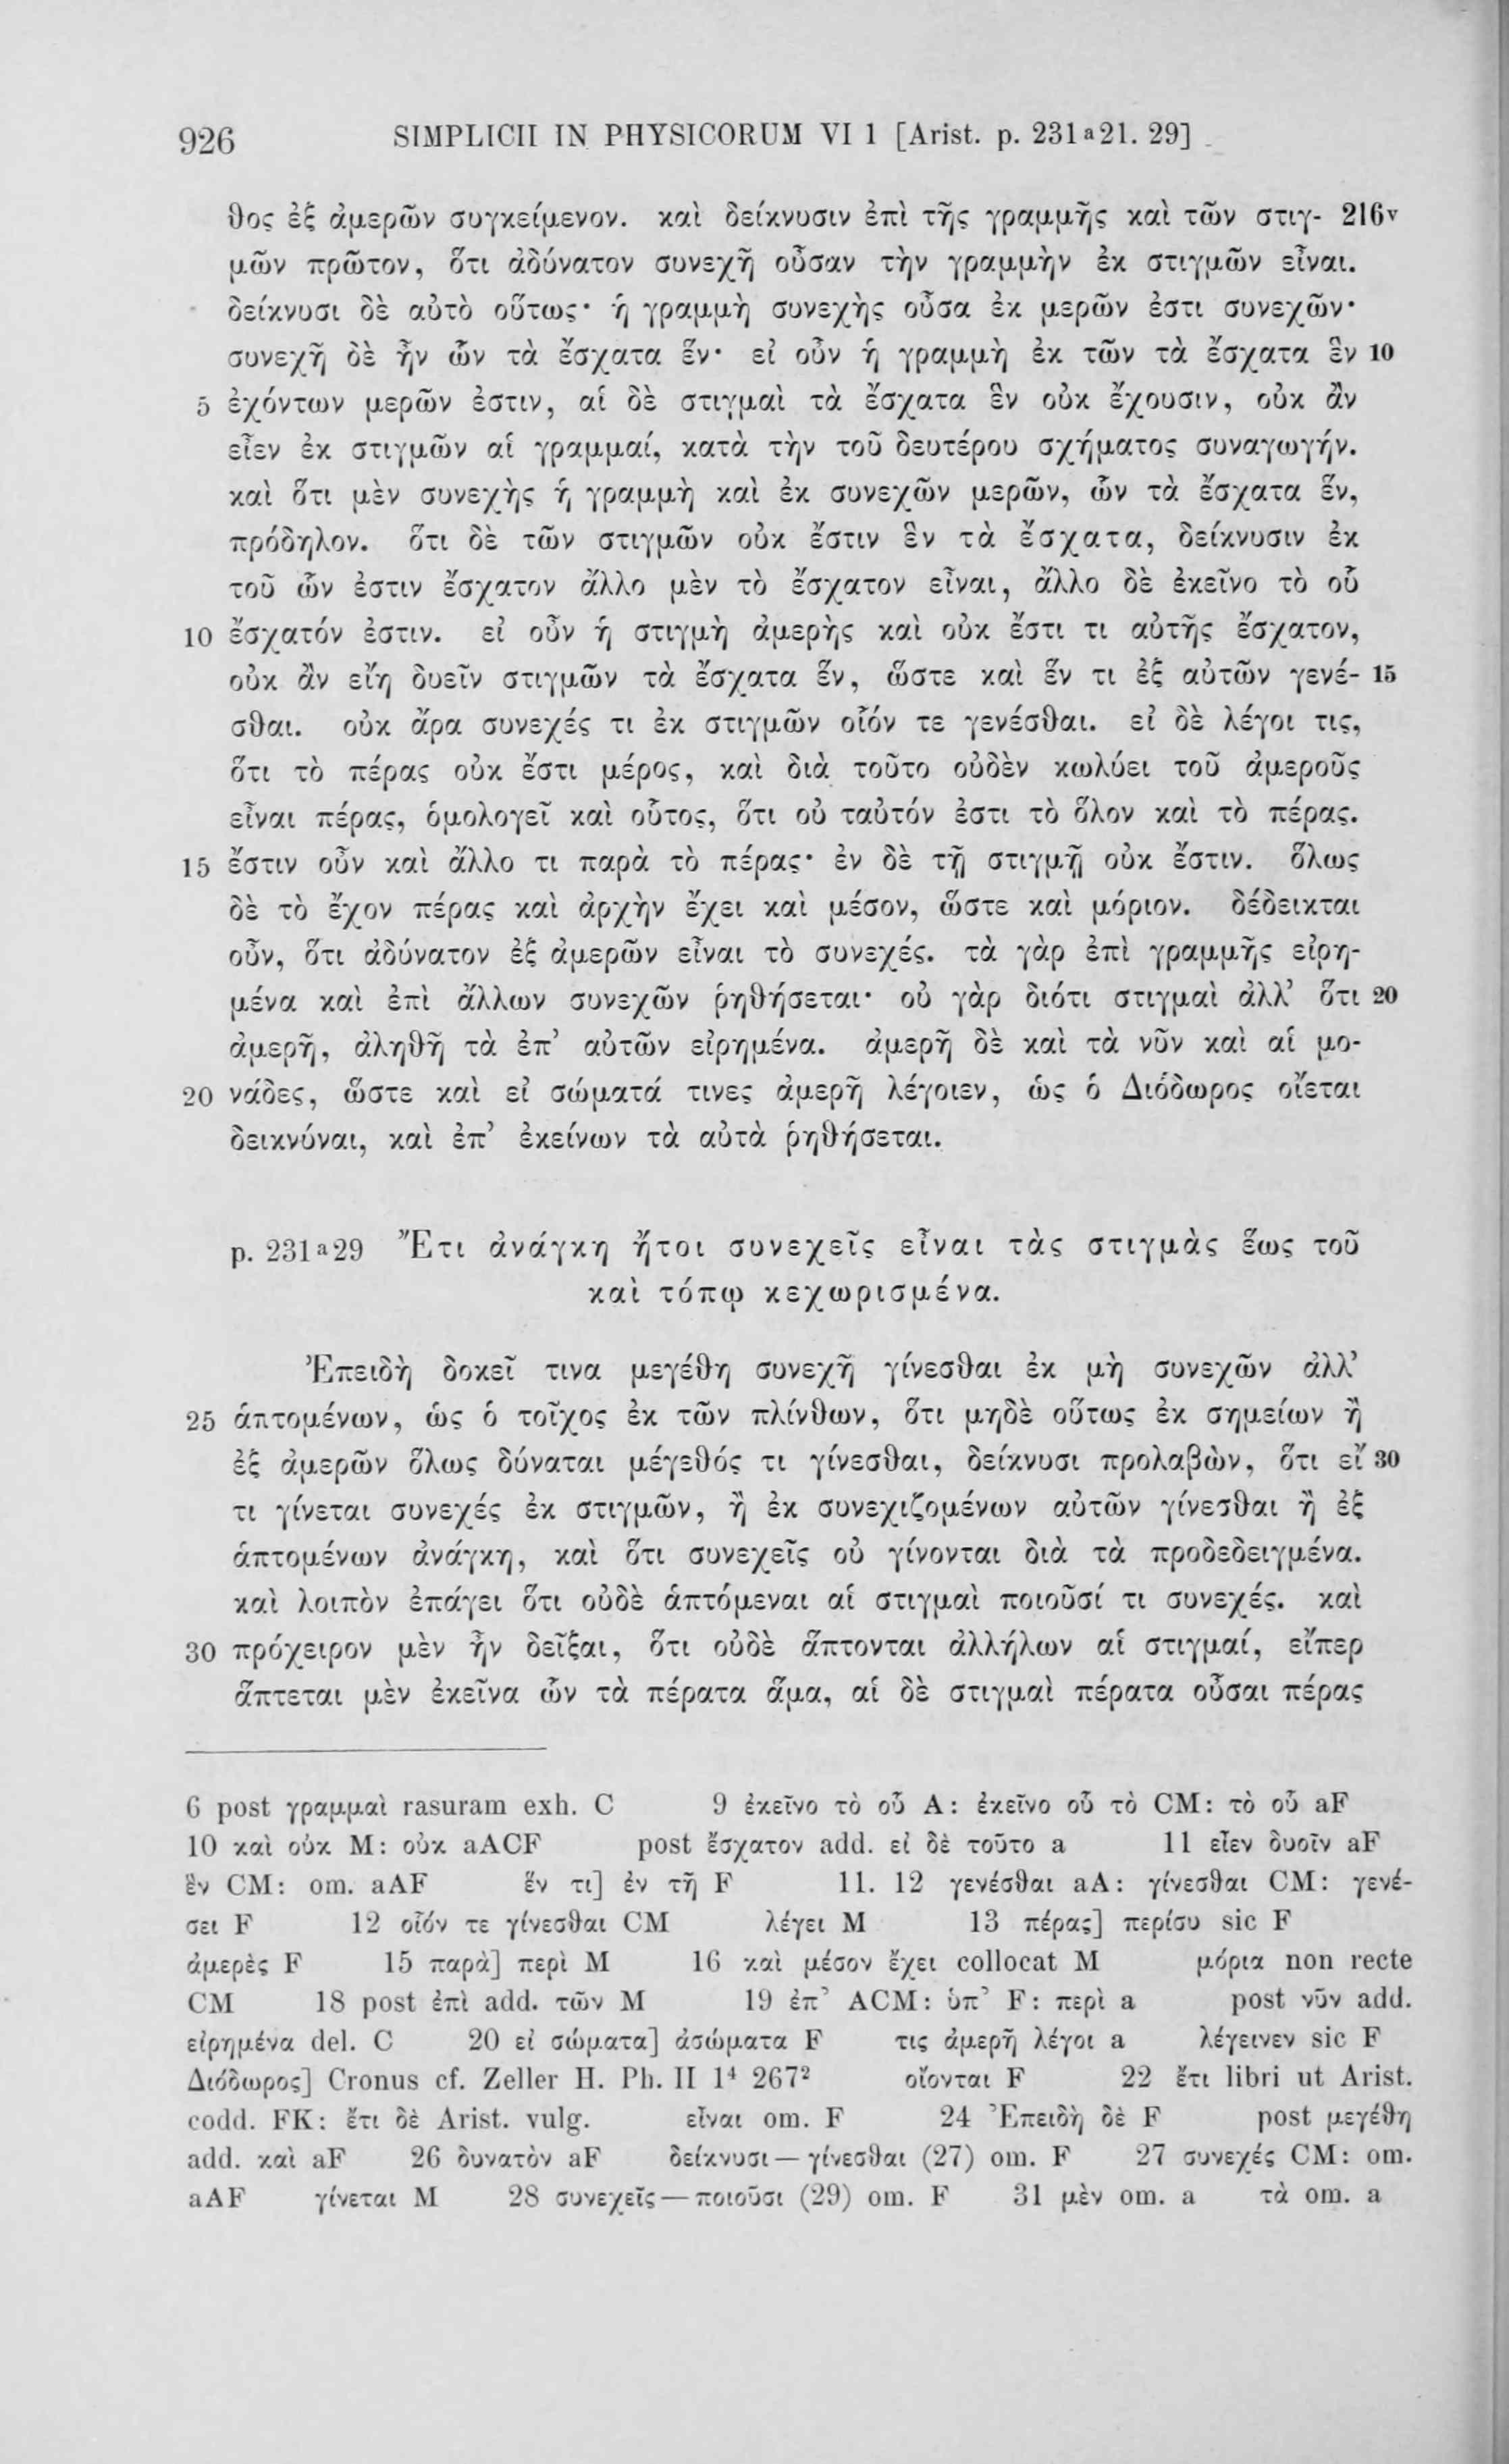 926 SIMPLICII IN PHYSICORUM VI 1 [Arist. p. 231 a 21. 29]
θος ἐξ ἀμερῶν συγκείμενον. καὶ δείκνυσιν ἐπὶ τῆς γραμμῆς καὶ τῶν στιγ- 216v
μῶν πρῶτον, ὅτι ἀδύνατον συνεχῆ οὖσαν τὴν γραμμὴν ἐκ στιγμῶν εἶναι.
δείκνυσι δὲ αὐτὸ οὕτως· ἡ γραμμὴ συνεχὴς οὖσα ἐκ μερῶν ἐστι συνεχῶν·
συνεχῆ δὲ ἦν ὧν τὰ ἔσχατα ἕν· εἰ οὖν ἡ γραμμὴ ἐκ τῶν τὰ ἔσχατα ἓν 10
5 ἐχόντων μερῶν ἐστιν, αἱ δὲ στιγμαὶ τὰ ἔσχατα ἓν οὐκ ἔχουσιν, οὐκ ἂν
εἶεν ἐκ στιγμῶν αἱ γραμμαί, κατὰ τὴν τοῦ δευτέρου σχήματος συναγωγήν.
καὶ ὅτι μὲν συνεχὴς ἡ γραμμὴ καὶ ἐκ συνεχῶν μερῶν, ὧν τὰ ἔσχατα ἕν,
πρόδηλον. ὅτι δὲ τῶν στιγμῶν οὐκ ἔστιν ἓν τὰ ἔσχατα, δείκνυσιν ἐκ
τοῦ ὧν ἐστιν ἔσχατον ἄλλο μὲν τὸ ἔσχατον εἶναι, ἄλλο δὲ ἐκεῖνο τὸ οὗ
10 ἔσχατόν ἐστιν. εἰ οὖν ἡ στιγμὴ ἀμερὴς καὶ οὐκ ἔστι τι αὐτῆς ἔσχατον,
οὐκ ἂν εἴη δυεῖν στιγμῶν τὰ ἔσχατα ἕν, ὥστε καὶ ἕν τι ἐξ αὐτῶν γενέ- 15
σθαι. οὐκ ἄρα συνεχές τι ἐκ στιγμῶν οἷόν τε γενέσθαι. εἰ δὲ λέγοι τις,
ὅτι τὸ πέρας οὐκ ἔστι μέρος, καὶ διὰ τοῦτο οὐδὲν κωλύει τοῦ ἀμεροῦς
εἶναι πέρας, ὁμολογεῖ καὶ οὗτος, ὅτι οὐ ταὐτόν ἐστι τὸ ὅλον καὶ τὸ πέρας.
15 ἔστιν οὖν καὶ ἄλλο τι παρὰ τὸ πέρας· ἐν δὲ τῇ στιγμῇ οὐκ ἔστιν. ὅλως
δὲ τὸ ἔχον πέρας καὶ ἀρχὴν ἔχει καὶ μέσον, ὥστε καὶ μόριον. δέδεικται
οὖν, ὅτι ἀδύνατον ἐξ ἀμερῶν εἶναι τὸ συνεχές. τὰ γὰρ ἐπὶ γραμμῆς εἰρη-
μένα καὶ ἐπὶ ἄλλων συνεχῶν ῥηθήσεται· οὐ γὰρ διότι στιγμαὶ ἀλλ’ ὅτι 20
ἀμερῆ, ἀληθῆ τὰ ἐπ’ αὐτῶν εἰρημένα. ἀμερῆ δὲ καὶ τὰ νῦν καὶ αἱ μο-
20 νάδες, ὥστε καὶ εἰ σώματά τινες ἀμερῆ λέγοιεν, ὡς ὁ Διόδωρος οἴεται
δεικνύναι, καὶ ἐπ’ ἐκείνων τὰ αὐτὰ ῥηθήσεται.
p. 231 a 29 Ἔτι ἀνάγκη ἤτοι συνεχεῖς εἶναι τὰς στιγμὰς ἕως τοῦ
καὶ τόπῳ κεχωρισμένα.
Ἐπειδὴ δοκεῖ τινα μεγέθη συνεχῆ γίνεσθαι ἐκ μὴ συνεχῶν ἀλλ’
25 ἁπτομένων, ὡς ὁ τοῖχος ἐκ τῶν πλίνθων, ὅτι μηδὲ οὕτως ἐκ σημείων ἢ
ἐξ ἀμερῶν ὅλως δύναται μέγεθός τι γίνεσθαι, δείκνυσι προλαβὼν, ὅτι εἴ 30
τι γίνεται συνεχές ἐκ στιγμῶν, ἢ ἐκ συνεχιζομένων αὐτῶν γίνεσθαι ἢ ἐξ
ἁπτομένων ἀνάγκη, καὶ ὅτι συνεχεῖς οὐ γίνονται διὰ τὰ προδεδειγμένα.
καὶ λοιπὸν ἐπάγει ὅτι οὐδὲ ἁπτόμεναι αἱ στιγμαὶ ποιοῦσί τι συνεχές. καὶ
30 πρόχειρον μὲν ἦν δεῖξαι, ὅτι οὐδὲ ἅπτονται ἀλλήλων αἱ στιγμαί, εἴπερ
ἅπτεται μὲν ἐκεῖνα ὧν τὰ πέρατα ἅμα, αἱ δὲ στιγμαὶ πέρατα οὖσαι πέρας
6 post γραμμαὶ rasuram exh. C 9 ἐκεῖνο τὸ οὗ A: ἐκεῖνο οὗ τὸ CM: τὸ οὗ aF
10 καὶ οὐκ M: οὐκ aACF post ἔσχατον add. εἰ δὲ τοῦτο a 11 εἶεν δυοῖν aF
ἓν CM: om. aAF ἕν τι] ἐν τῇ F 11. 12 γενέσθαι aA: γίνεσθαι CM: γενέ-
σει F 12 οἷόν τε γίνεσθαι CM λέγει M 13 πέρας] περίσυ sic F
ἀμερὲς F 15 παρὰ] περὶ M 16 καὶ μέσον ἔχει collocat M μόρια non recte
CM 18 post ἐπὶ add. τῶν M 19 ἐπ’ ACM: ὑπ’ F: περὶ a post νῦν add.
εἰρημένα del. C 20 εἰ σώματα] ἀσώματα F τις ἀμερῆ λέγοι a λέγεινεν sic F
Διόδωρος] Cronus cf. Zeller H. Ph. II 1⁴ 267² οἴονται F 22 ἔτι libri ut Arist.
codd. FK: ἔτι δὲ Arist. vulg. εἶναι om. F 24 Ἐπειδὴ δὲ F post μεγέθη
add. καὶ aF 26 δυνατὸν aF δείκνυσι — γίνεσθαι (27) om. F 27 συνεχές CM: om.
aAF γίνεται M 28 συνεχεῖς — ποιοῦσι (29) om. F 31 μὲν om. a τὰ om. a